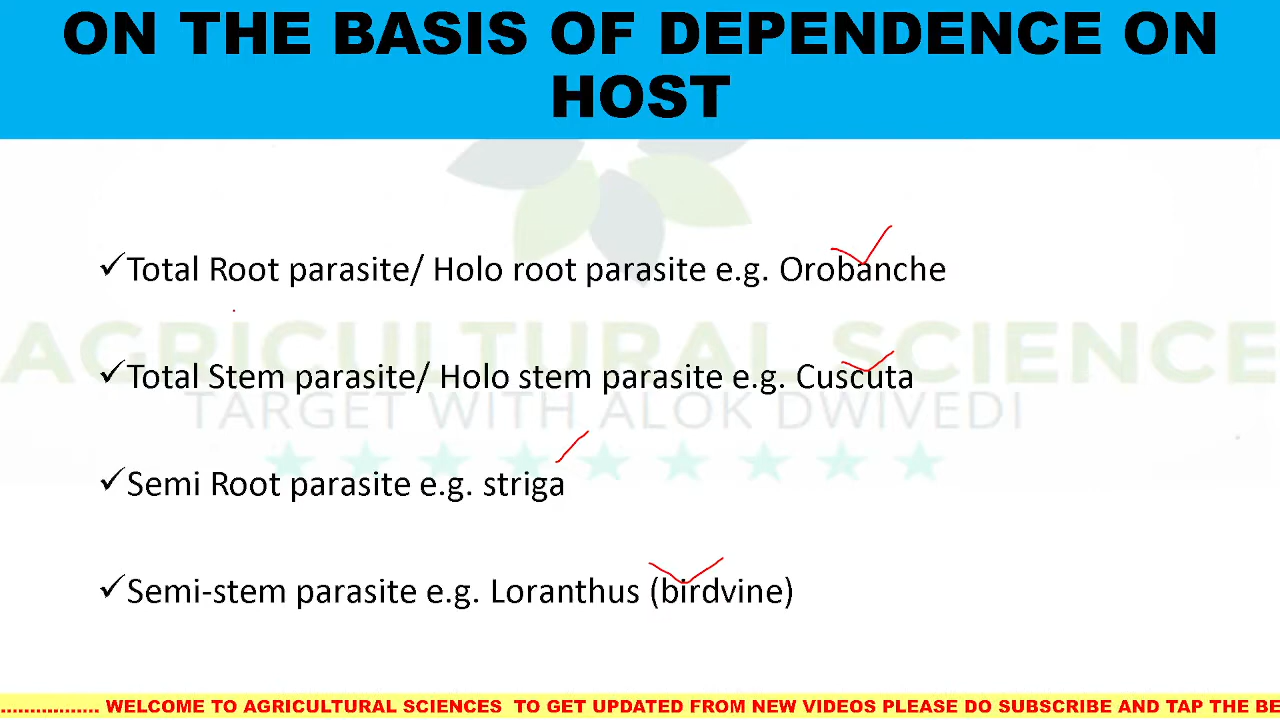 ON THE BASIS OF DEPENDENCE ON
HOST
Total Root parasite/ Holo root parasite e.g. Orobanche
AGRICULTURAL SCIENCE
Total Stem parasite/ Holo stem parasite e.g. Cuscuta
TARGET WITH ALOK DWIVEDI
Semi Root parasite e.g. striga
Semi-stem parasite e.g. Loranthus (birdvine)
................. WELCOME TO AGRICULTURAL SCIENCES TO GET UPDATED FROM NEW VIDEOS PLEASE DO SUBSCRIBE AND TAP THE BE